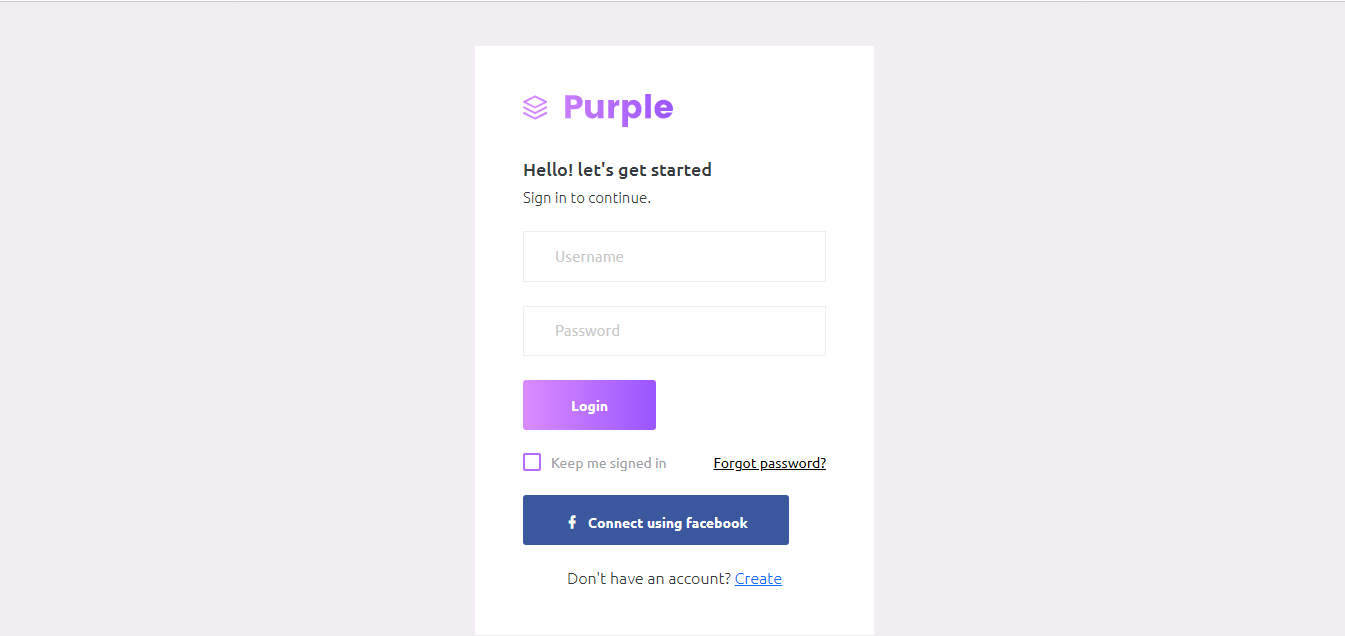 Purple
Hello! let's get started
Sign in to continue.
Username
Password
Login
Keep me signed in Forgot password?
Connect using facebook
Don't have an account? Create